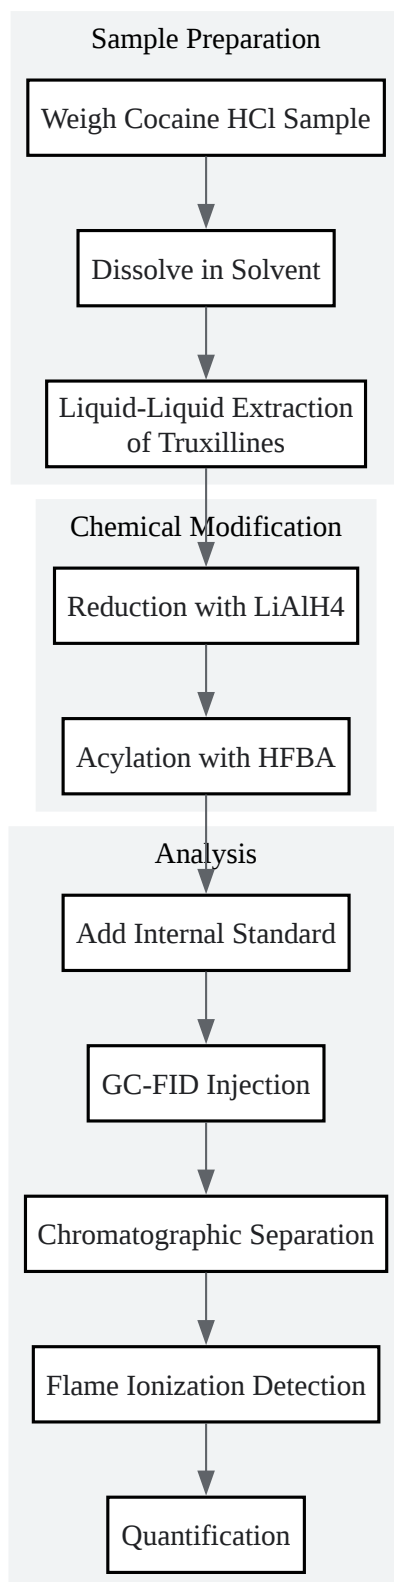 Sample Preparation
Weigh Cocaine HCl Sample
Dissolve in Solvent
Liquid-Liquid Extraction
of Truxillines
Chemical Modification
Reduction with LiAlH4
Acylation with HFBA
Analysis
Add Internal Standard
GC-FID Injection
Chromatographic Separation
Flame Ionization Detection
Quantification